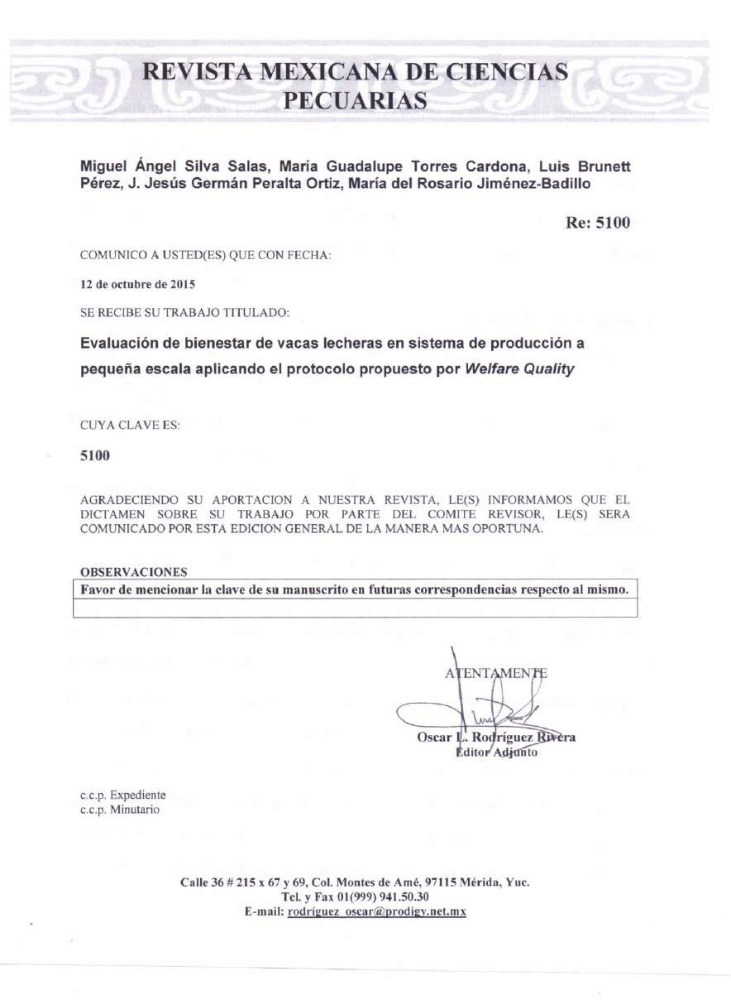 REVISTA MEXICANA DE CIENCIAS
PECUARIAS
Miguel Ángel Silva Salas, María Guadalupe Torres Cardona, Luis Brunett
Pérez, J. Jesús Germán Peralta Ortiz, María del Rosario Jiménez-Badillo
Re: 5100
COMUNICO A USTED(ES) QUE CON FECHA:
12 de octubre de 2015
SE RECIBE SU TRABAJO TITULADO:
Evaluación de bienestar de vacas lecheras en sistema de producción a
pequeña escala aplicando el protocolo propuesto por Welfare Quality
CUYA CLAVE ES:
5100
AGRADECIENDO SU APORTACION A NUESTRA REVISTA, LE(S) INFORMAMOS QUE EL
DICTAMEN SOBRE SU TRABAJO POR PARTE DEL COMITE REVISOR, LE(S) SERA
COMUNICADO POR ESTA EDICION GENERAL DE LA MANERA MAS OPORTUNA.
OBSERVACIONES
Favor de mencionar la clave de su manuscrito en futuras correspondencias respecto al mismo.
ATENTAMENTE
Oscar L. Rodríguez Rivera
Editor Adjunto
c.c.p. Expediente
c.c.p. Minutario
Calle 36 # 215 x 67 y 69, Col. Montes de Amé, 97115 Mérida, Yuc.
Tel. y Fax 01(999) 941.50.30
E-mail: rodríguez_oscar@prodigy.net.mx